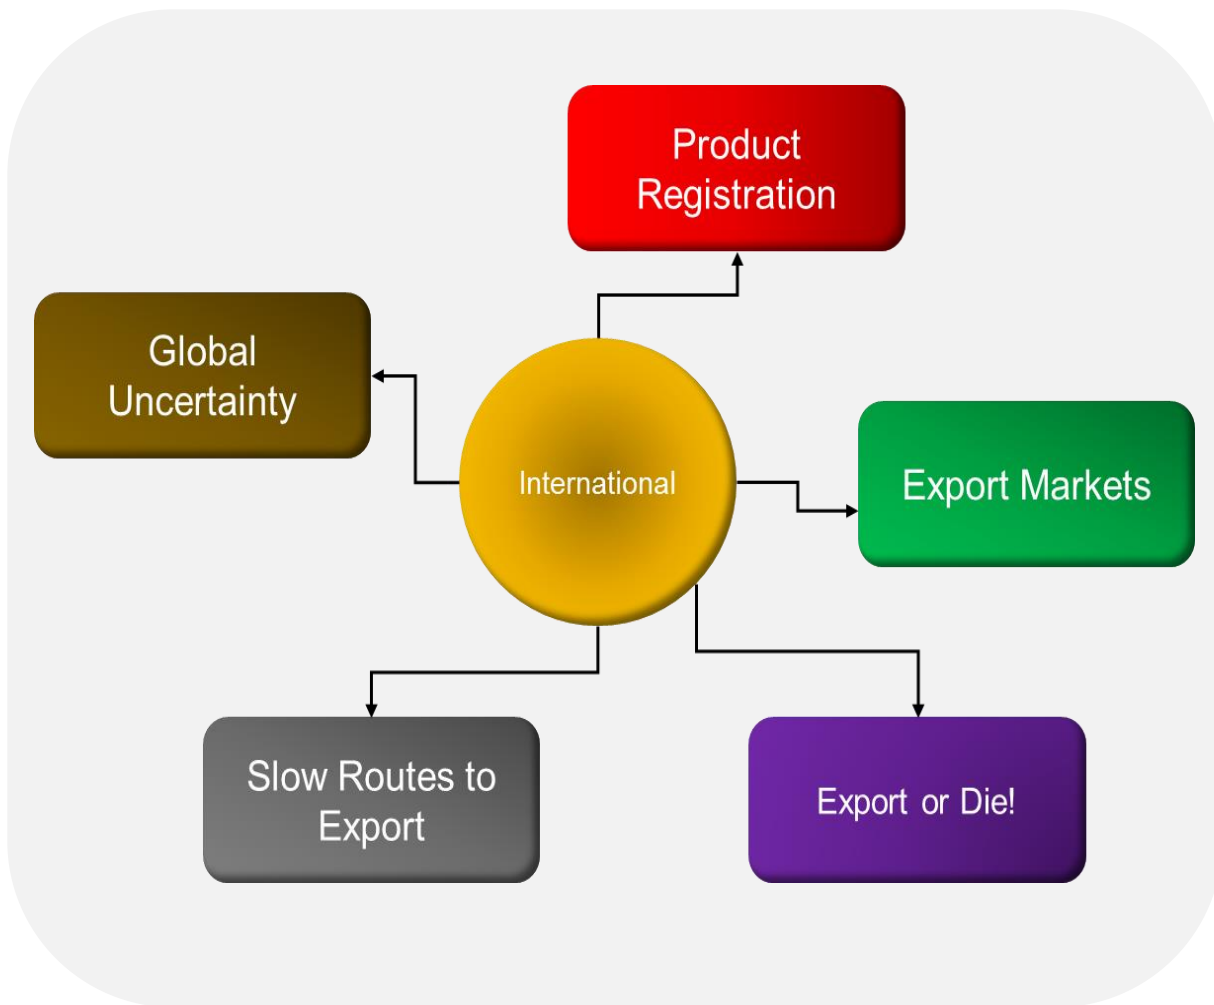 Product
Registration
Global
Uncertainty
International
Export Markets
Slow Routes to
Export
Export or Die!